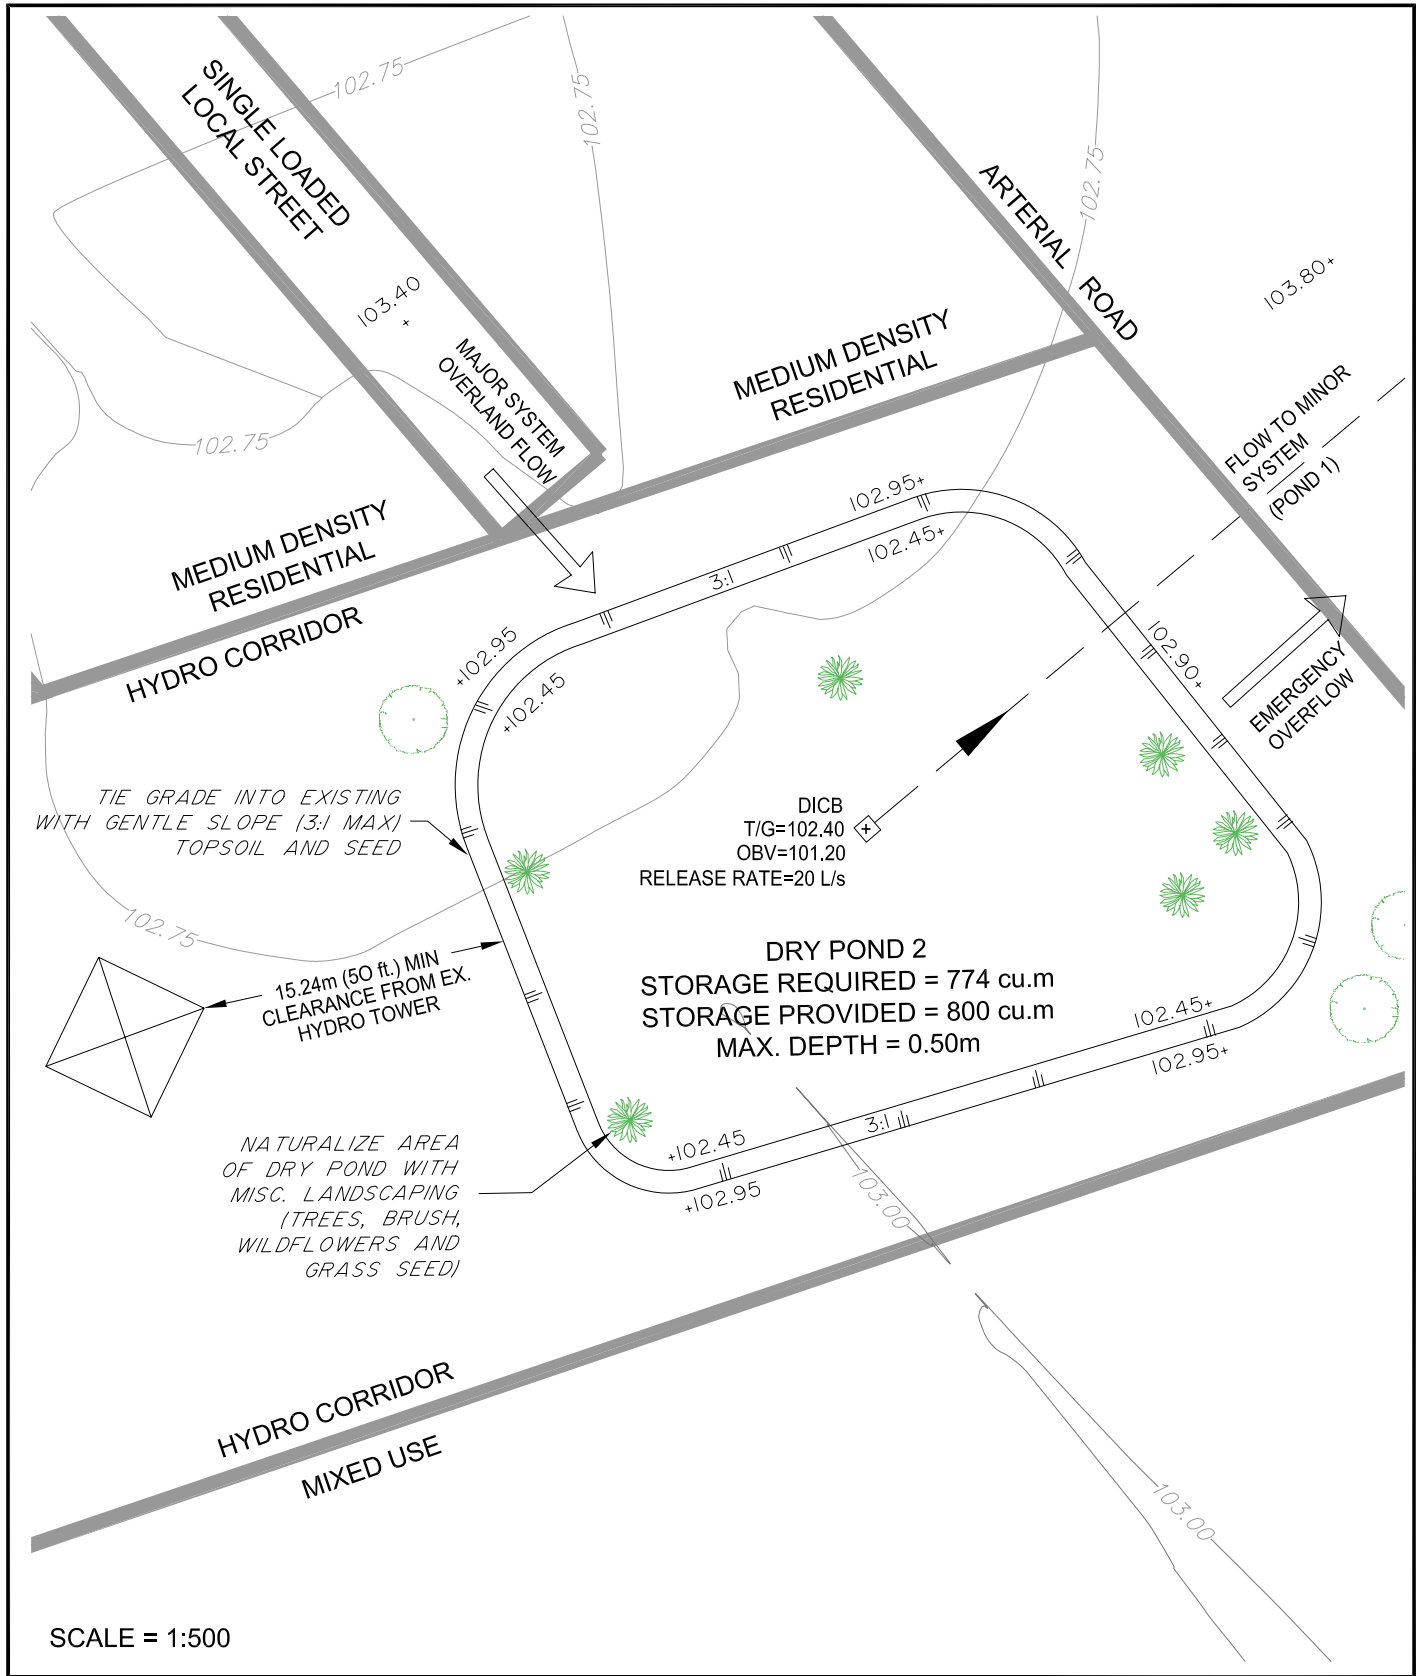 SINGLE LOADED
LOCAL STREET
102.75
102.75
102.75
ARTERIAL ROAD
103.80+
103.40
+
MAJOR SYSTEM
OVERLAND FLOW
MEDIUM DENSITY
RESIDENTIAL
FLOW TO MINOR
SYSTEM
(POND 1)
102.75
MEDIUM DENSITY
RESIDENTIAL
HYDRO CORRIDOR
102.95+
102.45+
3:1
+102.95
+102.45
102.90+
EMERGENCY
OVERFLOW
TIE GRADE INTO EXISTING
WITH GENTLE SLOPE (3:1 MAX)
TOPSOIL AND SEED
DICB
T/G=102.40
OBV=101.20
RELEASE RATE=20 L/s
102.75
15.24m (50 ft.) MIN
CLEARANCE FROM EX.
HYDRO TOWER
DRY POND 2
STORAGE REQUIRED = 774 cu.m
STORAGE PROVIDED = 800 cu.m
MAX. DEPTH = 0.50m
102.45+
102.95+
3:1
+102.45
+102.95
NATURALIZE AREA
OF DRY POND WITH
MISC. LANDSCAPING
(TREES, BRUSH,
WILDFLOWERS AND
GRASS SEED)
103.00
HYDRO CORRIDOR
MIXED USE
103.00
SCALE = 1:500